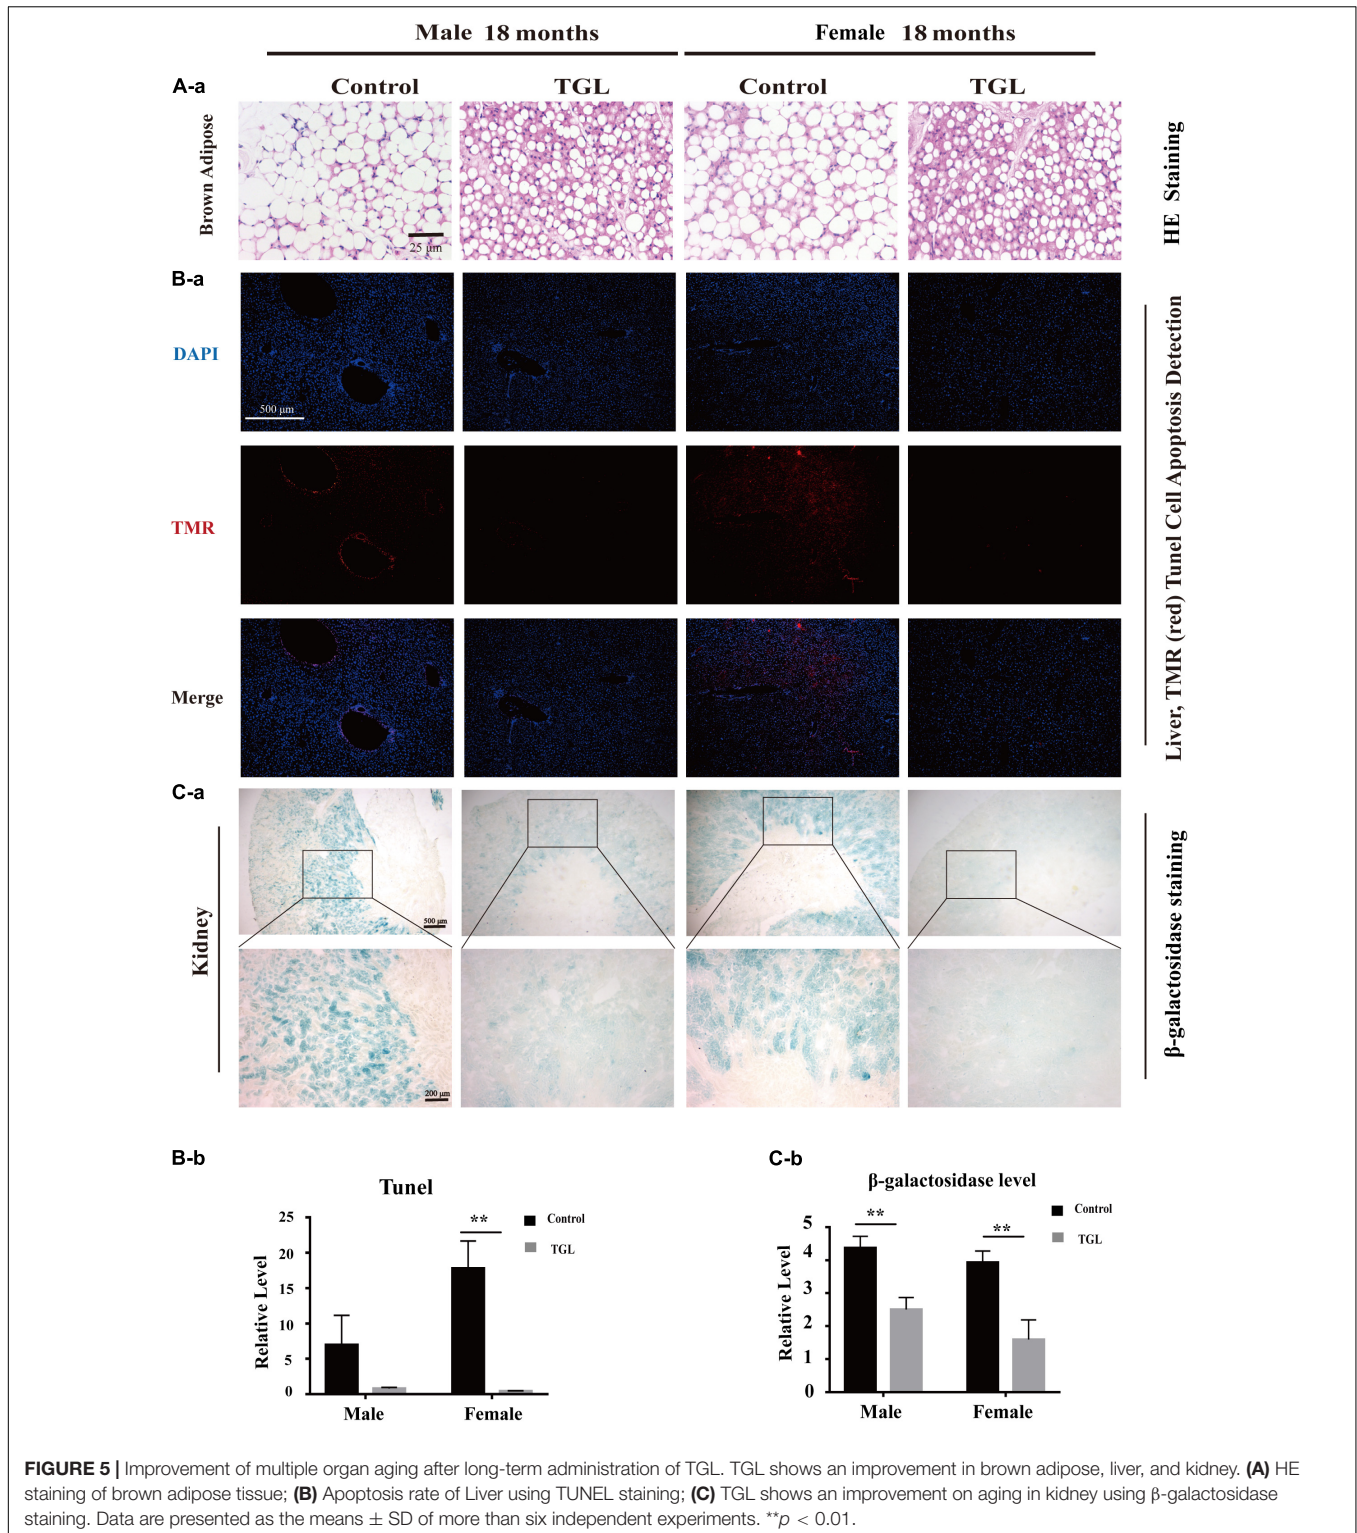 Male 18 months
Female 18 months
A-a
Control
TGL
Control
TGL
Brown Adipose
25 μm
HE Staining
B-a
DAPI
500 μm
TMR
Merge
Liver, TMR (red) Tunel Cell Apoptosis Detection
C-a
Kidney
500 μm
200 μm
β-galactosidase staining
B-b
Tunel
Relative Level
25
20
15
10
5
0
**
Control
TGL
Male
Female
C-b
β-galactosidase level
Relative Level
5
4
3
2
1
0
**
**
Control
TGL
Male
Female
FIGURE 5 | Improvement of multiple organ aging after long-term administration of TGL. TGL shows an improvement in brown adipose, liver, and kidney. (A) HE
staining of brown adipose tissue; (B) Apoptosis rate of Liver using TUNEL staining; (C) TGL shows an improvement on aging in kidney using β-galactosidase
staining. Data are presented as the means ± SD of more than six independent experiments. **p < 0.01.